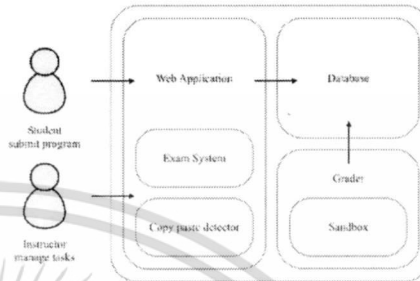 Web Application
Database
Student
submit program
Exam System
Grader
Copy paste detector
Sandbox
Instructor
manage tasks